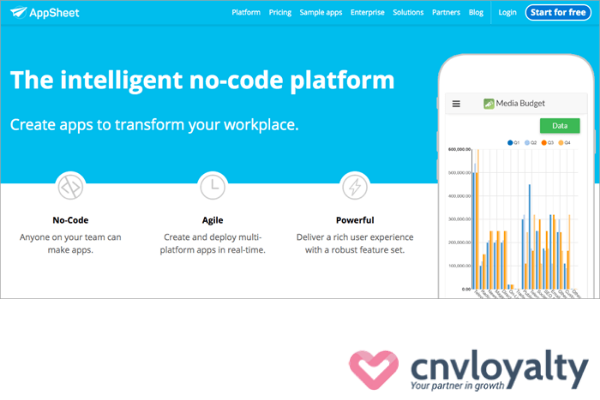 AppSheet
Platform Pricing Sample apps Enterprise Solutions Partners Blog Login Start for free
The intelligent no-code platform
Create apps to transform your workplace.
No-Code
Anyone on your team can
make apps.
Agile
Create and deploy multi-
platform apps in real-time.
Powerful
Deliver a rich user experience
with a robust feature set.
Media Budget
Data
Q1 Q2 Q3 Q4
600,000.00
500,000.00
400,000.00
300,000.00
200,000.00
100,000.00
0.00
cnvloyalty
Your partner in growth